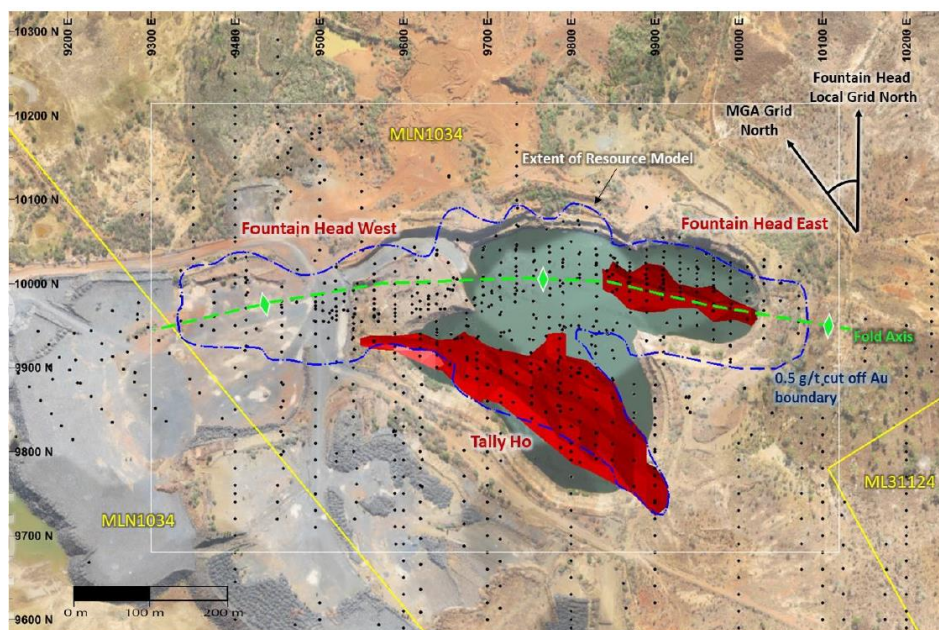 10300 N
9200 E
9300 E
9400 E
9500 E
9600 E
9700 E
9800 E
9900 E
10000 E
10100 E
10200 E
Fountain Head
Local Grid North
MGA Grid
North
10200 N
MLN1034
Extent of Resource Model
10100 N
Fountain Head West
Fountain Head East
10000 N
Fold Axis
9900 N
0.5 g/t cut off Au
boundary
Tally Ho
9800 N
ML31124
MLN1034
9700 N
0 m
100 m
200 m
9600 N